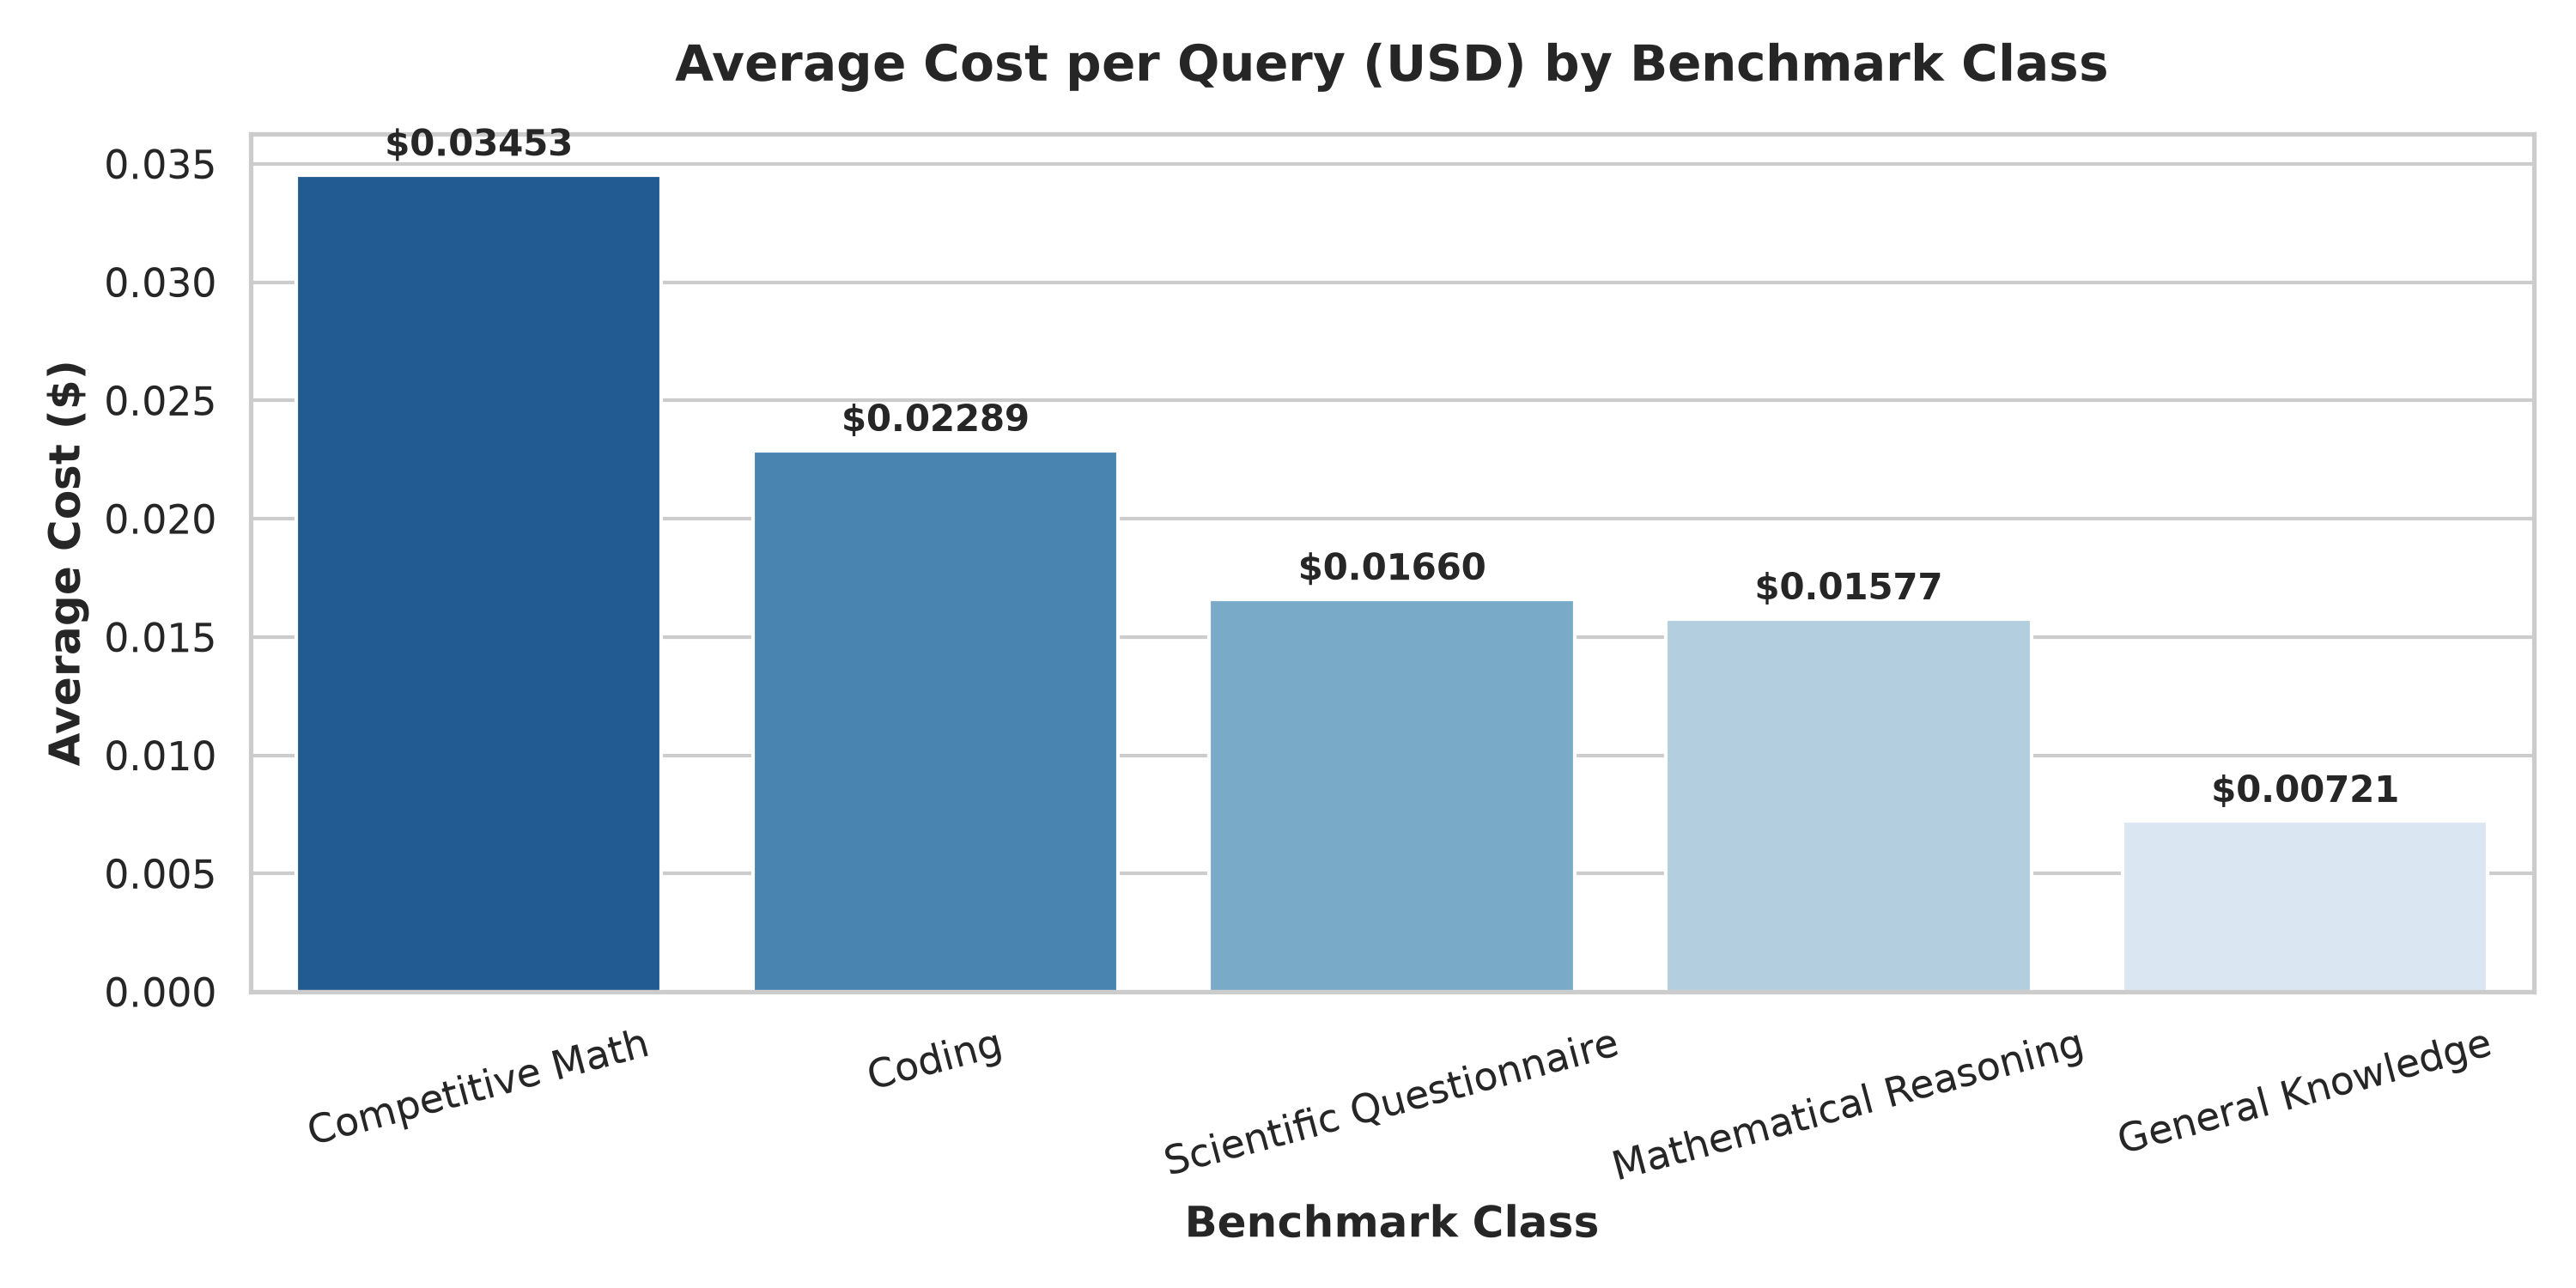 Average Cost per Query (USD) by Benchmark Class
Average Cost ($)
0.035
0.030
0.025
0.020
0.015
0.010
0.005
0.000
$0.03453
$0.02289
$0.01660
$0.01577
$0.00721
Competitive Math
Coding
Scientific Questionnaire
Mathematical Reasoning
General Knowledge
Benchmark Class